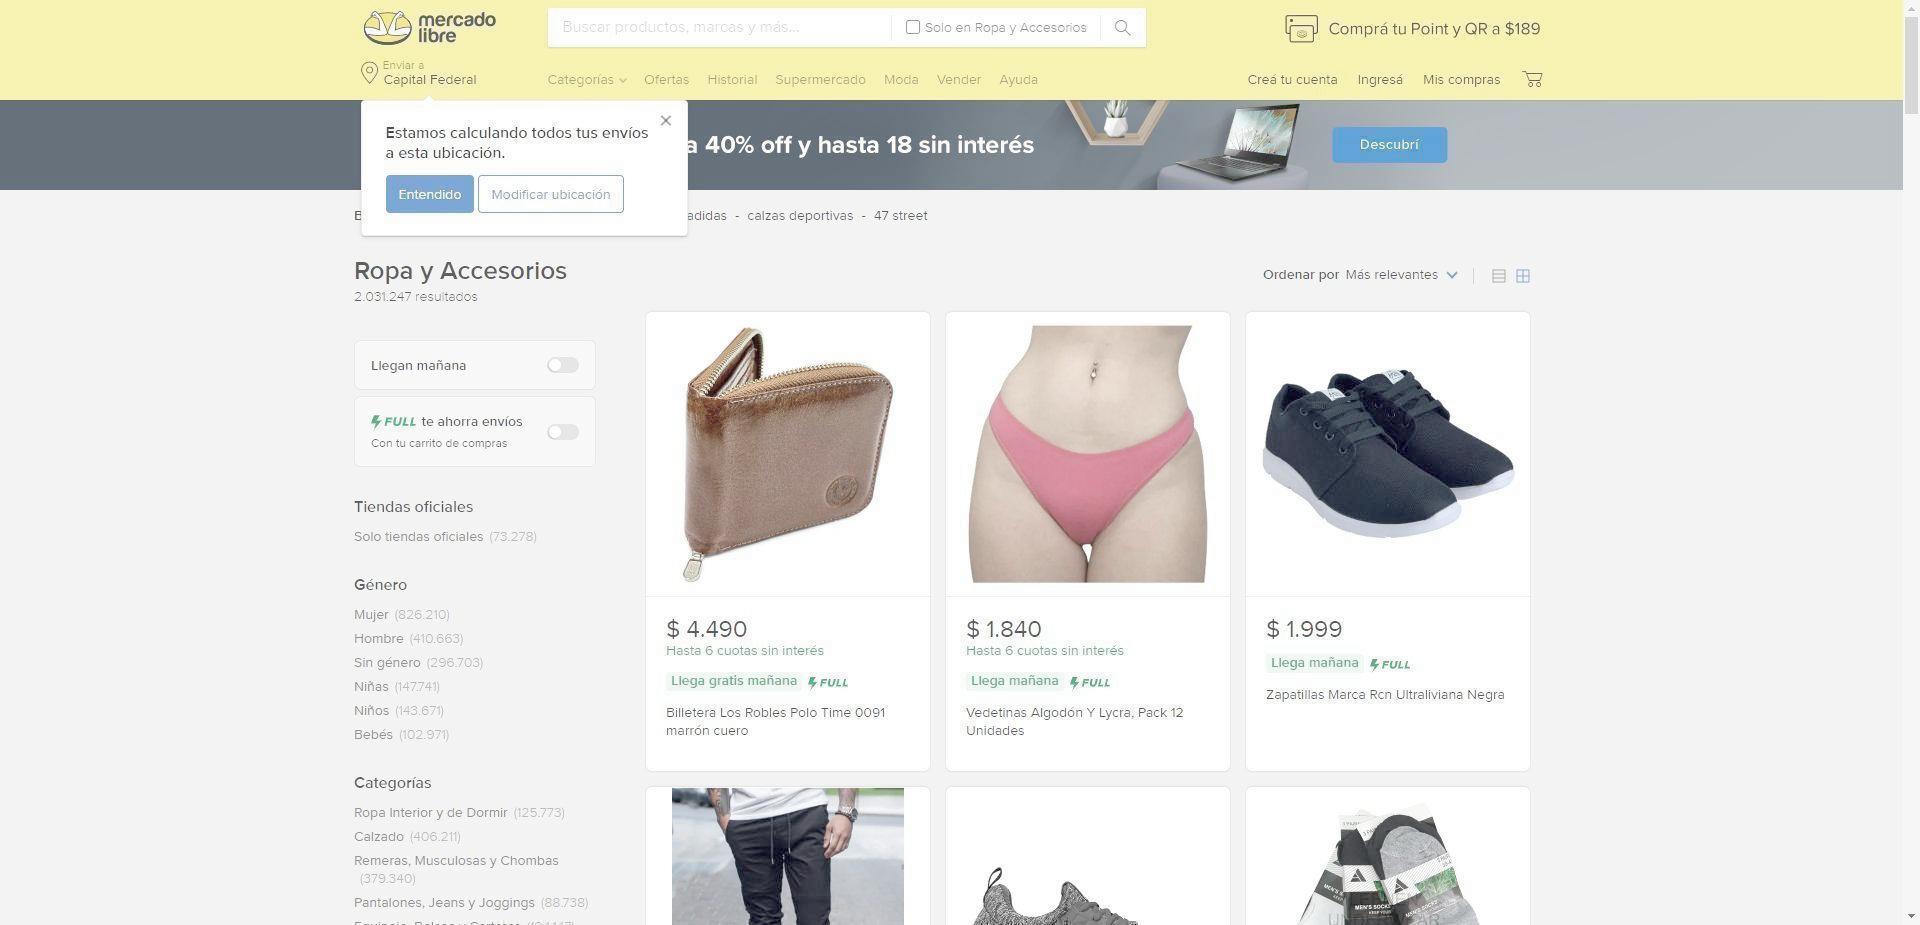 mercado
libre
Buscar productos, marcas y más...
Solo en Ropa y Accesorios
Comprá tu Point y QR a $189
Enviar a
Capital Federal
Categorías
Ofertas
Historial
Supermercado
Moda
Vender
Ayuda
Creá tu cuenta
Ingresá
Mis compras
Estamos calculando todos tus envíos
a esta ubicación.
Entendido
Modificar ubicación
a 40% off y hasta 18 sin interés
Descubrí
adidas - calzas deportivas - 47 street
Ropa y Accesorios
2.031.247 resultados
Ordenar por Más relevantes
Llegan mañana
FULL te ahorra envíos
Con tu carrito de compras
Tiendas oficiales
Solo tiendas oficiales (73.278)
Género
Mujer (826.210)
Hombre (410.663)
Sin género (296.703)
Niñas (147.741)
Niños (143.671)
Bebés (102.971)
Categorías
Ropa Interior y de Dormir (125.773)
Calzado (406.211)
Remeras, Musculosas y Chombas
(379.340)
Pantalones, Jeans y Joggings (88.738)
$ 4.490
Hasta 6 cuotas sin interés
Llega gratis mañana FULL
Billetera Los Robles Polo Time 0091
marrón cuero
$ 1.840
Hasta 6 cuotas sin interés
Llega mañana FULL
Vedetinas Algodón Y Lycra, Pack 12
Unidades
$ 1.999
Llega mañana FULL
Zapatillas Marca Rcn Ultraliviana Negra
MEN'S SOCKS